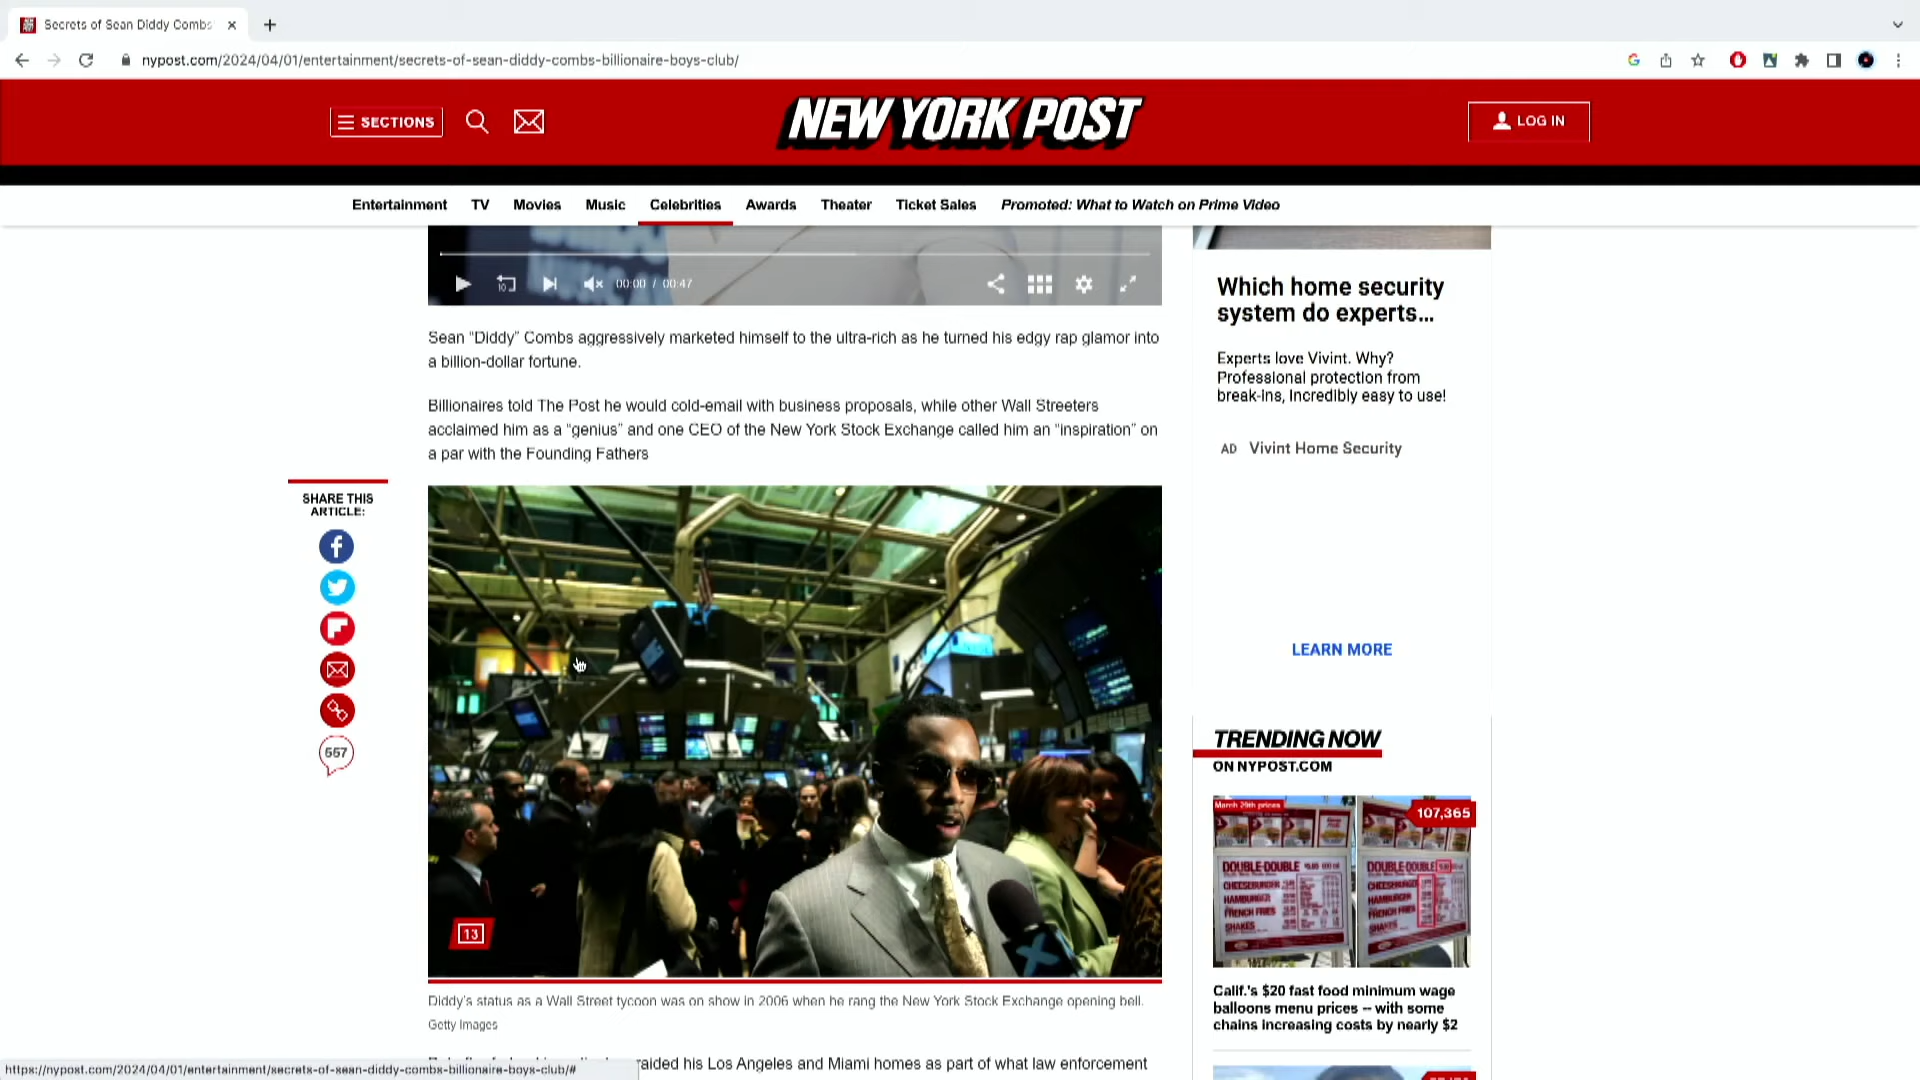 Secrets of Sean Diddy Combs
nypost.com/2024/04/01/entertainment/secrets-of-sean-diddy-combs-billionaire-boys-club/
SECTIONS
NEW YORK POST
LOG IN
Entertainment TV Movies Music Celebrities Awards Theater Ticket Sales Promoted: What to Watch on Prime Video
10
00:00 / 00:47
Sean “Diddy” Combs aggressively marketed himself to the ultra-rich as he turned his edgy rap glamor into
a billion-dollar fortune.
Billionaires told The Post he would cold-email with business proposals, while other Wall Streeters
acclaimed him as a “genius” and one CEO of the New York Stock Exchange called him an “inspiration” on
a par with the Founding Fathers
SHARE THIS
ARTICLE:
557
13
Diddy’s status as a Wall Street tycoon was on show in 2006 when he rang the New York Stock Exchange opening bell.
Getty Images
raided his Los Angeles and Miami homes as part of what law enforcement
Which home security
system do experts...
Experts love Vivint. Why?
Professional protection from
break-ins, Incredibly easy to use!
AD Vivint Home Security
LEARN MORE
TRENDING NOW
ON NYPOST.COM
March 29th prices
107,365
DOUBLE-DOUBLE
CHEESEBURGER
HAMBURGER
FRENCH FRIES
SHAKES
DOUBLE-DOUBLE
CHEESEBURGER
HAMBURGER
FRENCH FRIES
SHAKES
Calif.'s $20 fast food minimum wage
balloons menu prices – with some
chains increasing costs by nearly $2
https://nypost.com/2024/04/01/entertainment/secrets-of-sean-diddy-combs-billionaire-boys-club/#